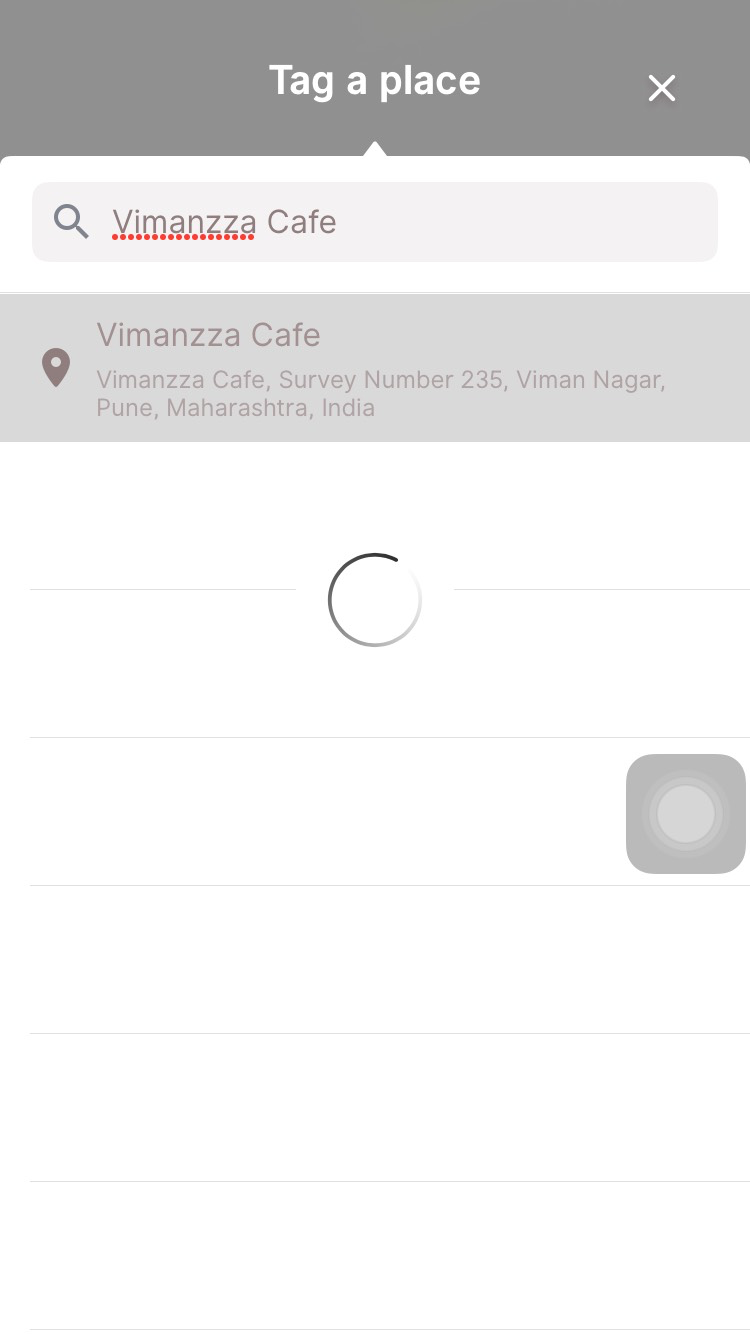 Tag a place
Vimanzza Cafe
Vimanzza Cafe
Vimanzza Cafe, Survey Number 235, Viman Nagar,
Pune, Maharashtra, India